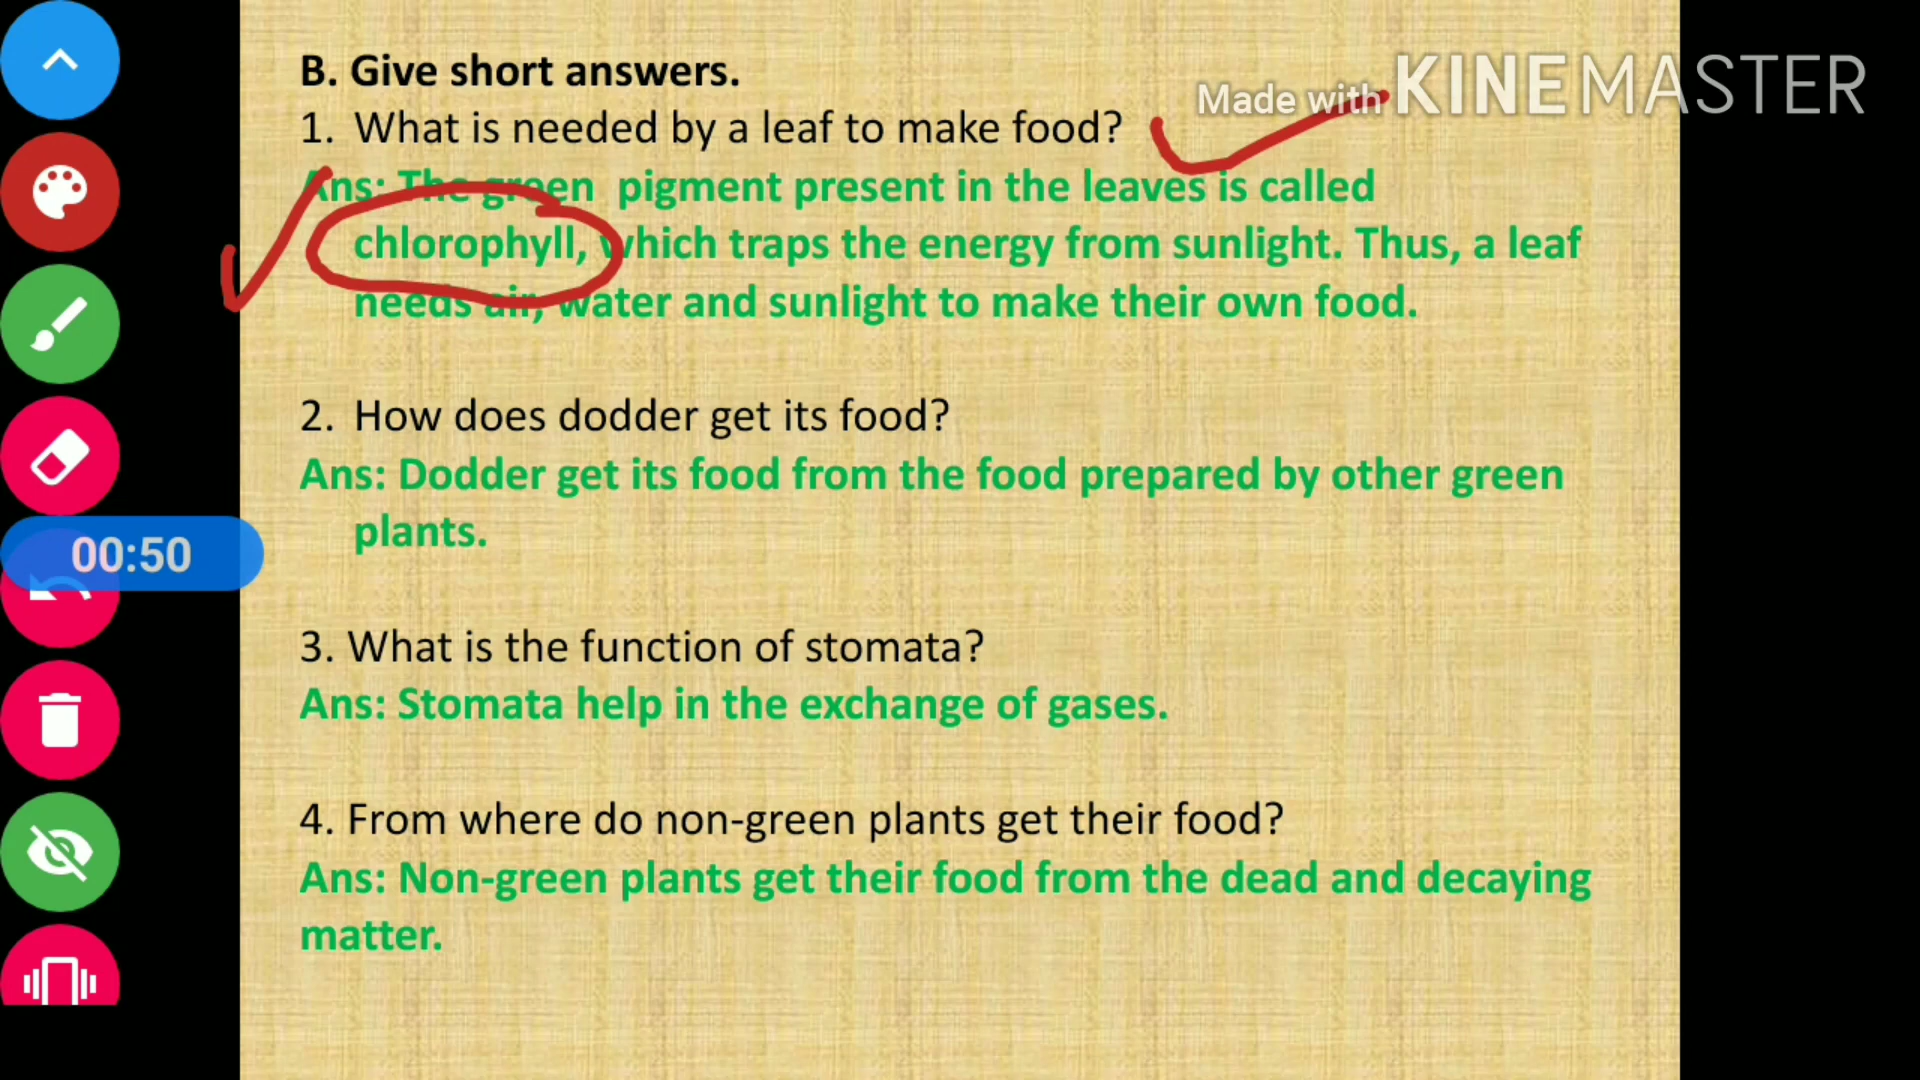 B. Give short answers.
Made with KINEMASTER
1. What is needed by a leaf to make food?
Ans: The green pigment present in the leaves is called
chlorophyll, which traps the energy from sunlight. Thus, a leaf
needs air, water and sunlight to make their own food.
2. How does dodder get its food?
Ans: Dodder get its food from the food prepared by other green
plants.
00:50
3. What is the function of stomata?
Ans: Stomata help in the exchange of gases.
4. From where do non-green plants get their food?
Ans: Non-green plants get their food from the dead and decaying
matter.